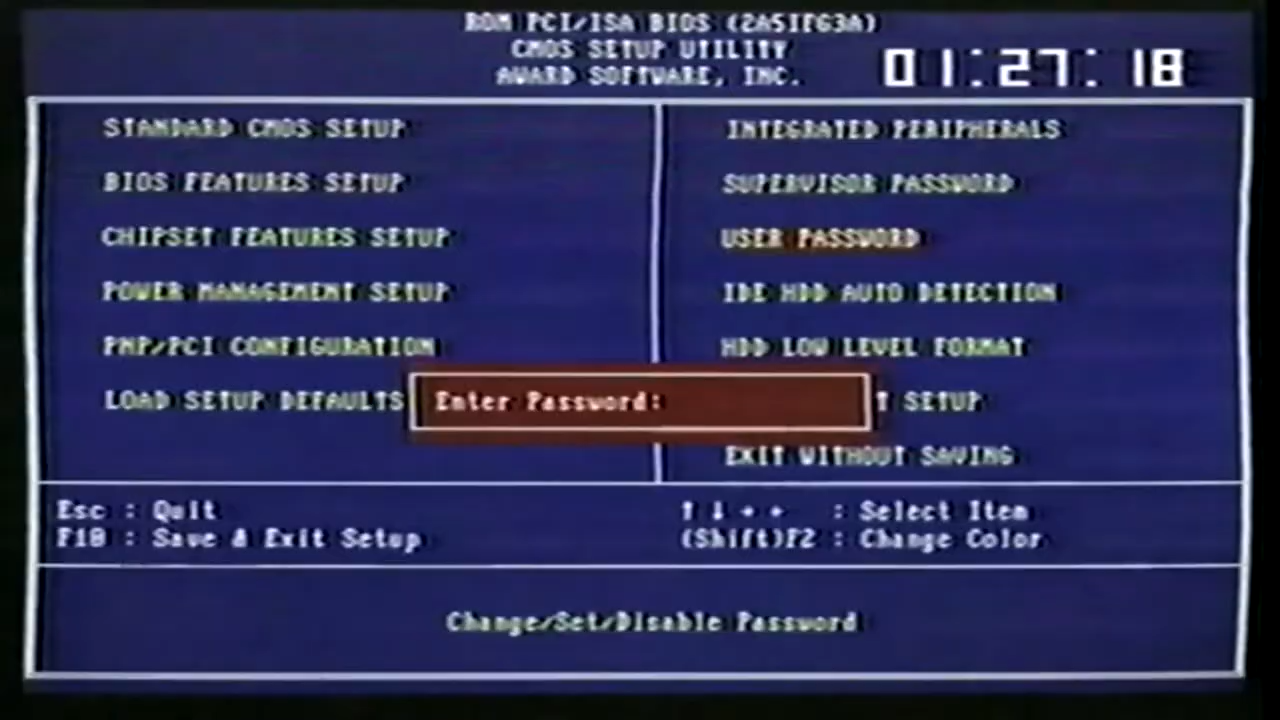 ROM PCI/ISA BIOS (2A5IFG3A)
CMOS SETUP UTILITY
AWARD SOFTWARE, INC.
01:27:18
STANDARD CMOS SETUP
BIOS FEATURES SETUP
CHIPSET FEATURES SETUP
POWER MANAGEMENT SETUP
PNP/PCI CONFIGURATION
LOAD SETUP DEFAULTS
INTEGRATED PERIPHERALS
SUPERVISOR PASSWORD
USER PASSWORD
IDE HDD AUTO DETECTION
HDD LOW LEVEL FORMAT
T SETUP
EXIT WITHOUT SAVING
Enter Password:
Esc : Quit
F10 : Save & Exit Setup
↑ ↓ → ← : Select Item
(Shift)F2 : Change Color
Change/Set/Disable Password